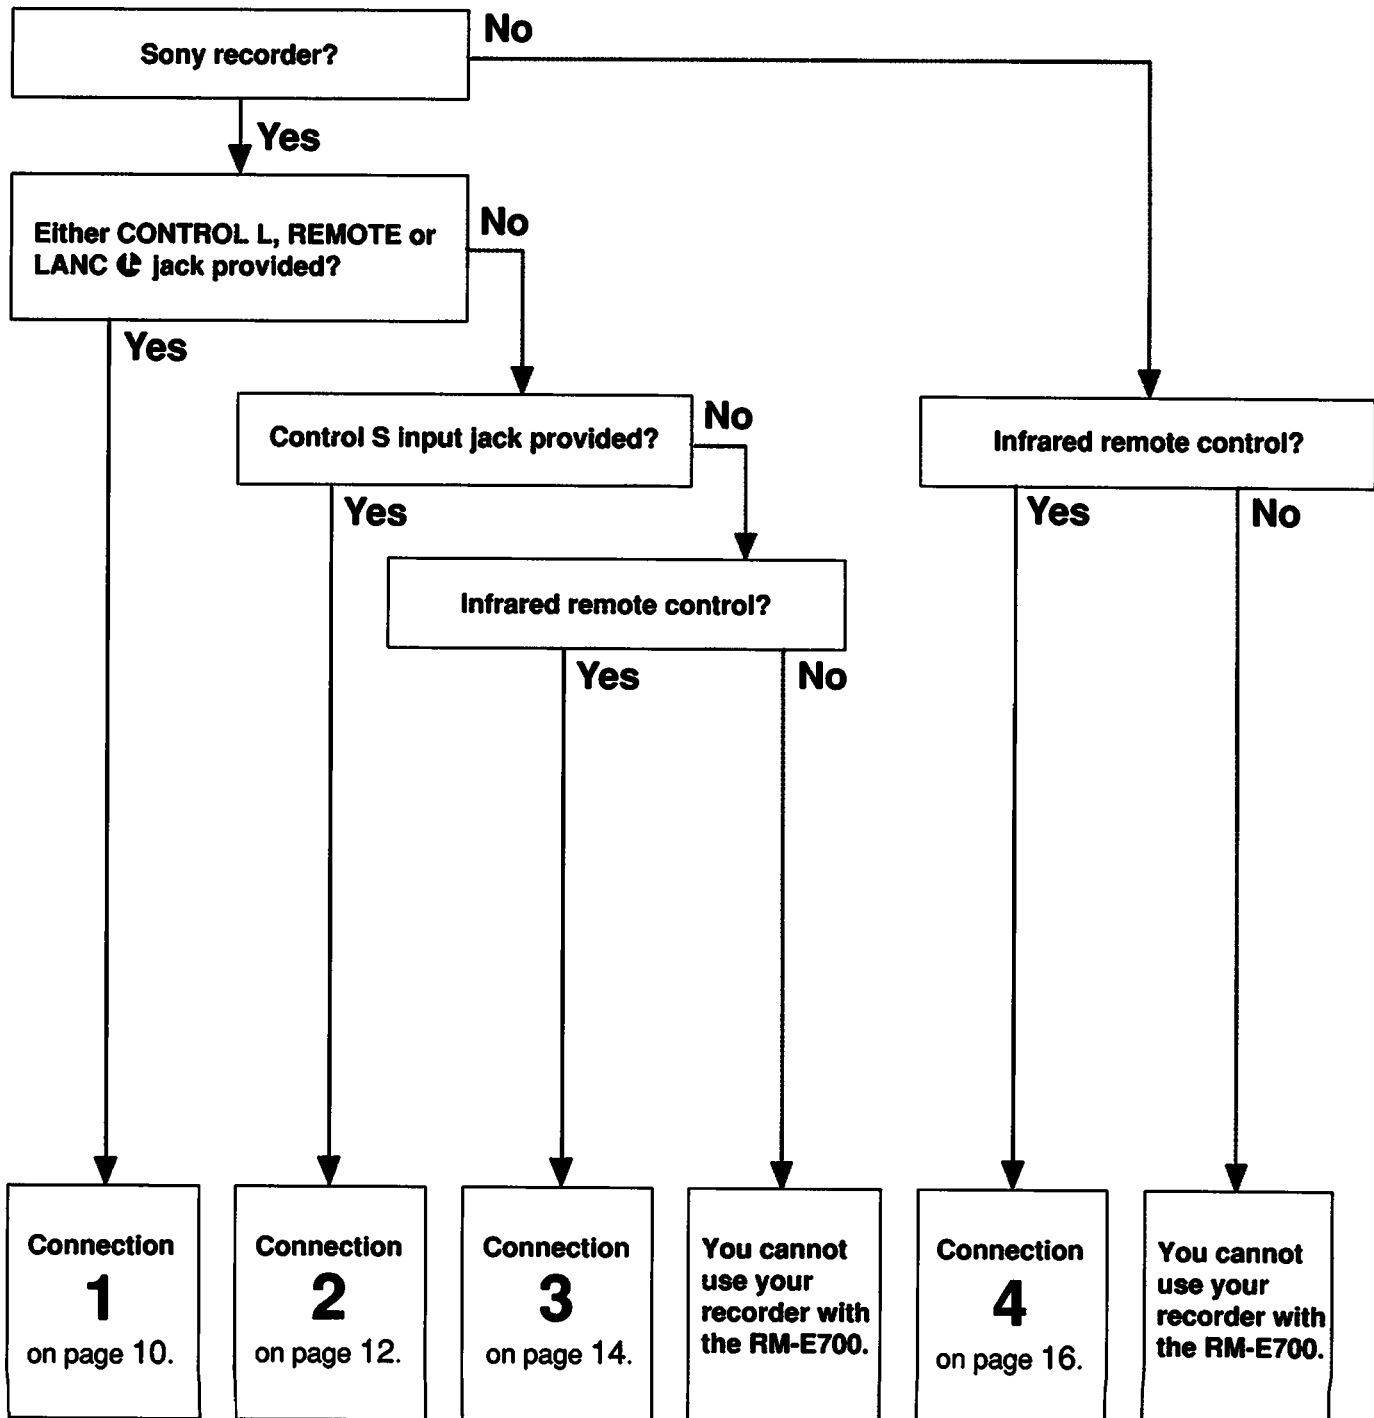 Sony recorder?
No
Yes
Either CONTROL L, REMOTE or
LANC jack provided?
No
Yes
Control S input jack provided?
No
Yes
Infrared remote control?
Yes
No
Infrared remote control?
Yes
No
Connection
1
on page 10.
Connection
2
on page 12.
Connection
3
on page 14.
You cannot
use your
recorder with
the RM-E700.
Connection
4
on page 16.
You cannot
use your
recorder with
the RM-E700.